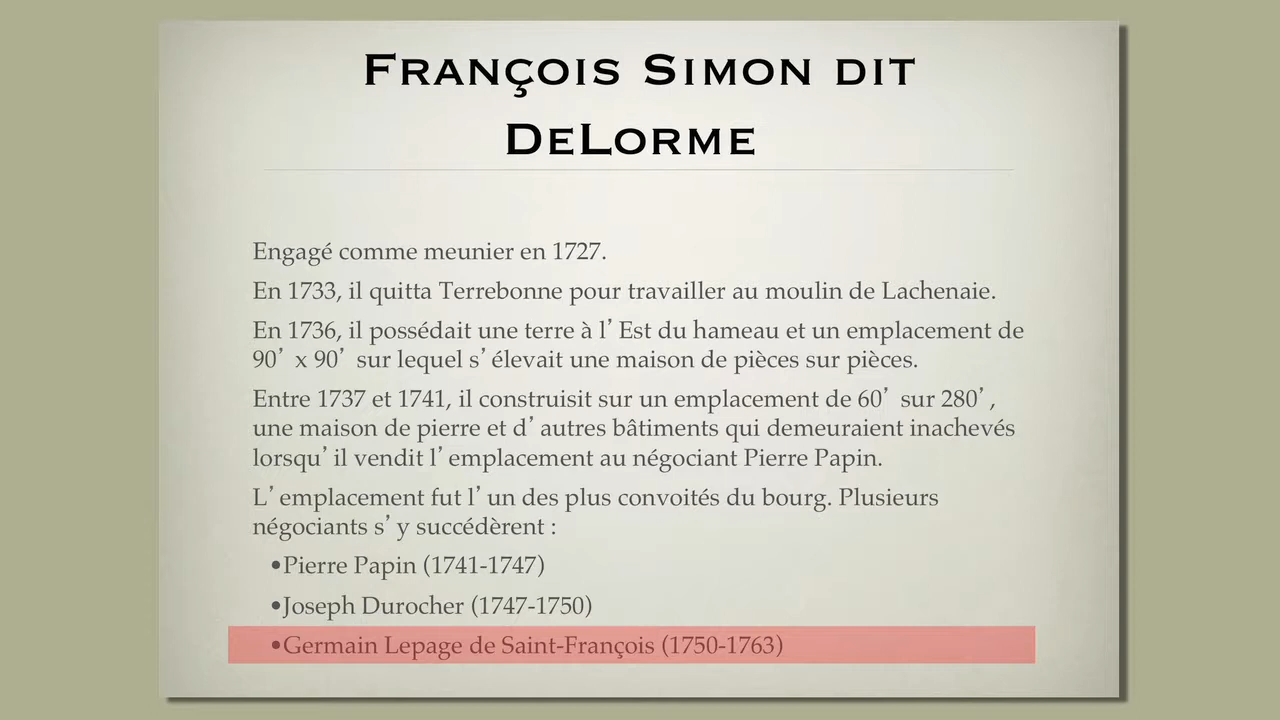 François Simon dit
DeLorme
Engagé comme meunier en 1727.
En 1733, il quitta Terrebonne pour travailler au moulin de Lachenaie.
En 1736, il possédait une terre à l’Est du hameau et un emplacement de
90’ x 90’ sur lequel s’élevait une maison de pièces sur pièces.
Entre 1737 et 1741, il construisit sur un emplacement de 60’ sur 280’,
une maison de pierre et d’autres bâtiments qui demeuraient inachevés
lorsqu’il vendit l’emplacement au négociant Pierre Papin.
L’emplacement fut l’un des plus convoités du bourg. Plusieurs
négociants s’y succédèrent :
•Pierre Papin (1741-1747)
•Joseph Durocher (1747-1750)
•Germain Lepage de Saint-François (1750-1763)